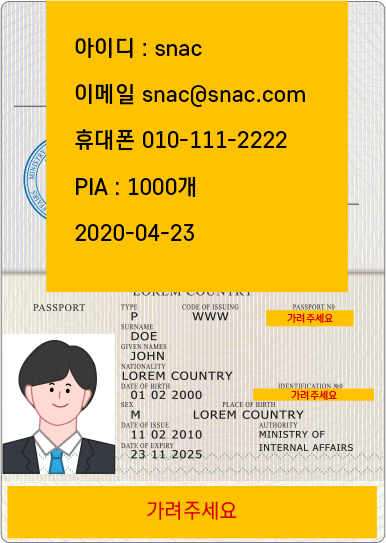 아이디 : snac
이메일 snac@snac.com
휴대폰 010-111-2222
PIA : 1000개
2020-04-23
MINISTRY
AFFAIRS
LOREM COUNTRY
PASSPORT
TYPE CODE OF ISSUING PASSPORT N0
P WWW 가려주세요
SURNAME
DOE
GIVEN NAMES
JOHN
NATIONALITY
LOREM COUNTRY
DATE OF BIRTH IDENTIFICATION №0
01 02 2000 가려주세요
SEX PLACE OF BIRTH
M LOREM COUNTRY
DATE OF ISSUE AUTHORITY
11 02 2010 MINISTRY OF
DATE OF EXPIRY INTERNAL AFFAIRS
23 11 2025
가려주세요